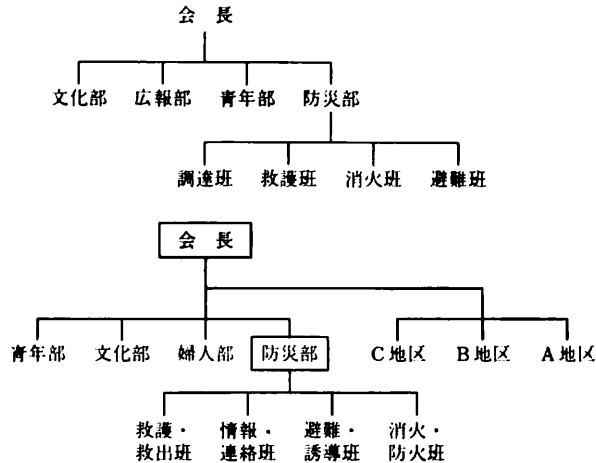 会長
文化部 広報部 青年部 防災部
調達班 救護班 消火班 避難班
会長
青年部 文化部 婦人部 防災部 C地区 B地区 A地区
救護・ 情報・ 避難・ 消火・
救出班 連絡班 誘導班 防火班